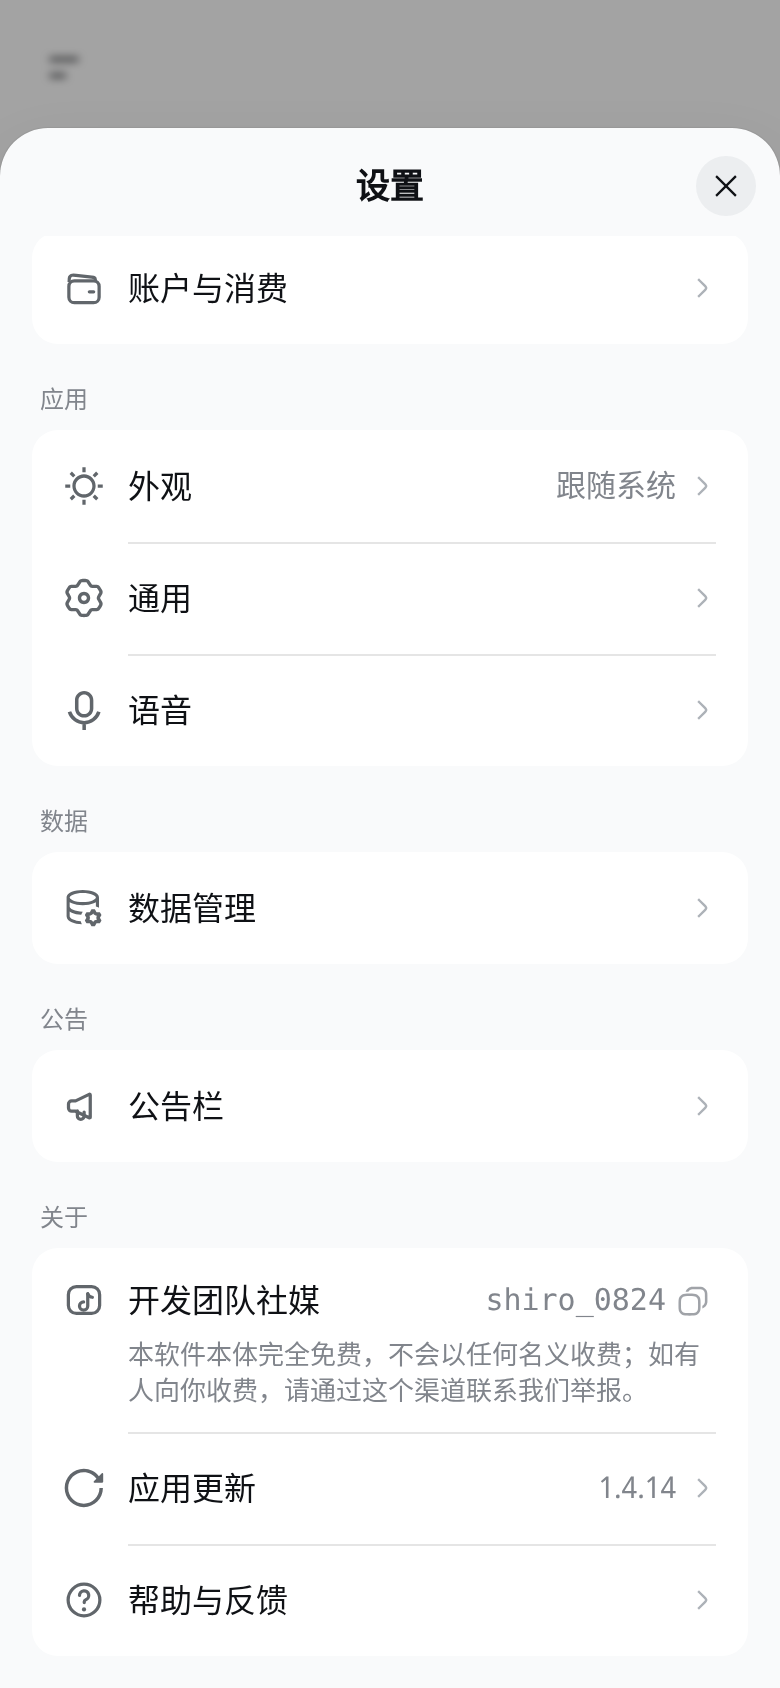 设置
账户与消费
应用
外观 跟随系统
通用
语音
数据
数据管理
公告
公告栏
关于
开发团队社媒 shiro_0824
本软件本体完全免费，不会以任何名义收费；如有
人向你收费，请通过这个渠道联系我们举报。
应用更新 1.4.14
帮助与反馈